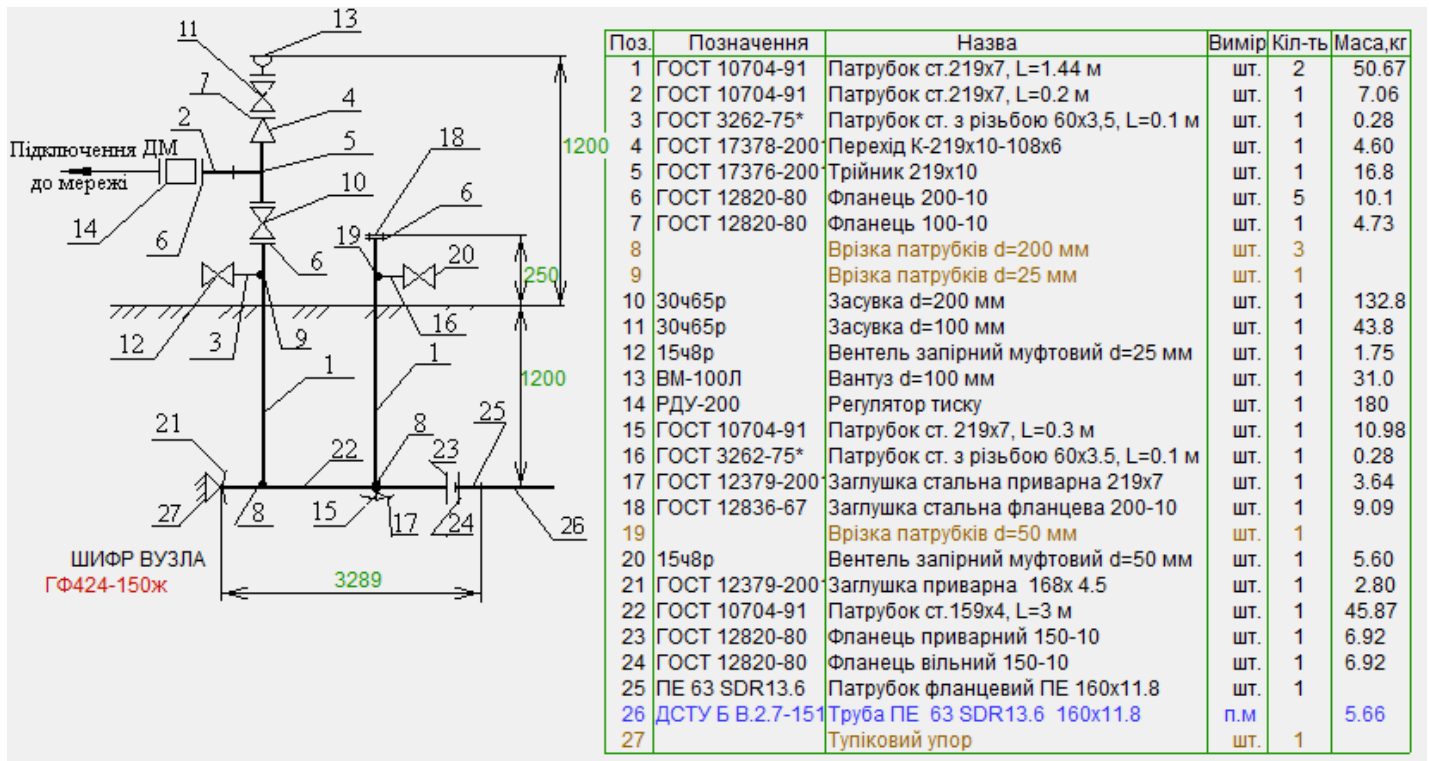 13
11
7
4
2
5
18
1200
Підключення ДМ
до мережі
10
6
14
6
19
6
20
250
12
3
9
16
1
1
1200
21
22
8
23
25
27
8
15
17
24
26
ШИФР ВУЗЛА
ГФ424-150ж
3289
Поз. Позначення Назва Вимір Кіл-ть Маса,кг
1 ГОСТ 10704-91 Патрубок ст.219х7, L=1.44 м шт. 2 50.67
2 ГОСТ 10704-91 Патрубок ст.219х7, L=0.2 м шт. 1 7.06
3 ГОСТ 3262-75* Патрубок ст. з різьбою 60х3,5, L=0.1 м шт. 1 0.28
4 ГОСТ 17378-200 Перехід К-219х10-108х6 шт. 1 4.60
5 ГОСТ 17376-200 Трійник 219х10 шт. 1 16.8
6 ГОСТ 12820-80 Фланець 200-10 шт. 5 10.1
7 ГОСТ 12820-80 Фланець 100-10 шт. 1 4.73
8 Врізка патрубків d=200 мм шт. 3
9 Врізка патрубків d=25 мм шт. 1
10 30ч65р Засувка d=200 мм шт. 1 132.8
11 30ч65р Засувка d=100 мм шт. 1 43.8
12 15ч8р Вентель запірний муфтовий d=25 мм шт. 1 1.75
13 ВМ-100Л Вантуз d=100 мм шт. 1 31.0
14 РДУ-200 Регулятор тиску шт. 1 180
15 ГОСТ 10704-91 Патрубок ст. 219х7, L=0.3 м шт. 1 10.98
16 ГОСТ 3262-75* Патрубок ст. з різьбою 60х3.5, L=0.1 м шт. 1 0.28
17 ГОСТ 12379-200 Заглушка стальна приварна 219х7 шт. 1 3.64
18 ГОСТ 12836-67 Заглушка стальна фланцева 200-10 шт. 1 9.09
19 Врізка патрубків d=50 мм шт. 1
20 15ч8р Вентель запірний муфтовий d=50 мм шт. 1 5.60
21 ГОСТ 12379-200 Заглушка приварна 168х 4.5 шт. 1 2.80
22 ГОСТ 10704-91 Патрубок ст.159х4, L=3 м шт. 1 45.87
23 ГОСТ 12820-80 Фланець приварний 150-10 шт. 1 6.92
24 ГОСТ 12820-80 Фланець вільний 150-10 шт. 1 6.92
25 ПЕ 63 SDR13.6 Патрубок фланцевий ПЕ 160х11.8 шт. 1
26 ДСТУ Б В.2.7-151 Труба ПЕ 63 SDR13.6 160х11.8 п.м 5.66
27 Тупіковий упор шт. 1